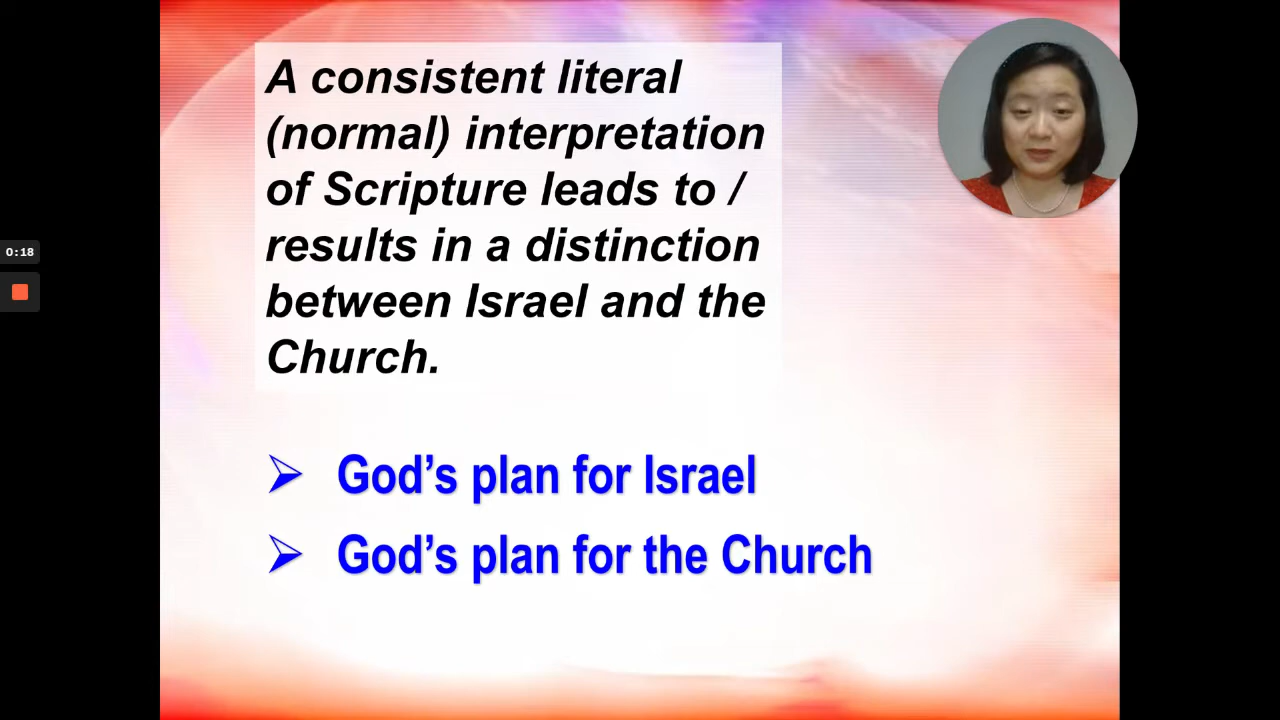 A consistent literal
(normal) interpretation
of Scripture leads to /
results in a distinction
between Israel and the
Church.
0:18
➢ God’s plan for Israel
➢ God’s plan for the Church